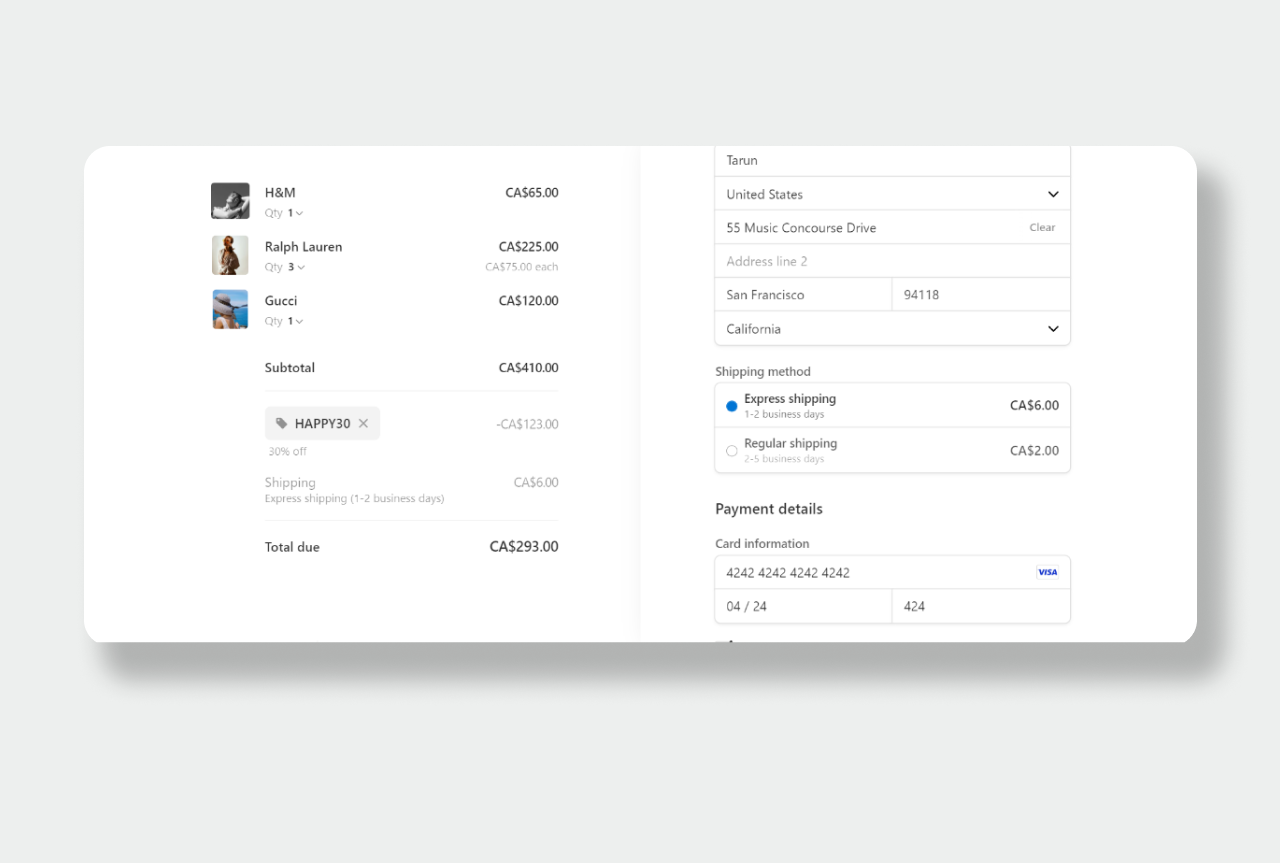 H&M CA$65.00
Qty 1
Ralph Lauren CA$225.00
Qty 3 CA$75.00 each
Gucci CA$120.00
Qty 1
Subtotal CA$410.00
HAPPY30 -CA$123.00
30% off
Shipping CA$6.00
Express shipping (1-2 business days)
Total due CA$293.00
Tarun
United States
55 Music Concourse Drive Clear
Address line 2
San Francisco 94118
California
Shipping method
Express shipping CA$6.00
1-2 business days
Regular shipping CA$2.00
2-5 business days
Payment details
Card information
4242 4242 4242 4242 VISA
04 / 24 424